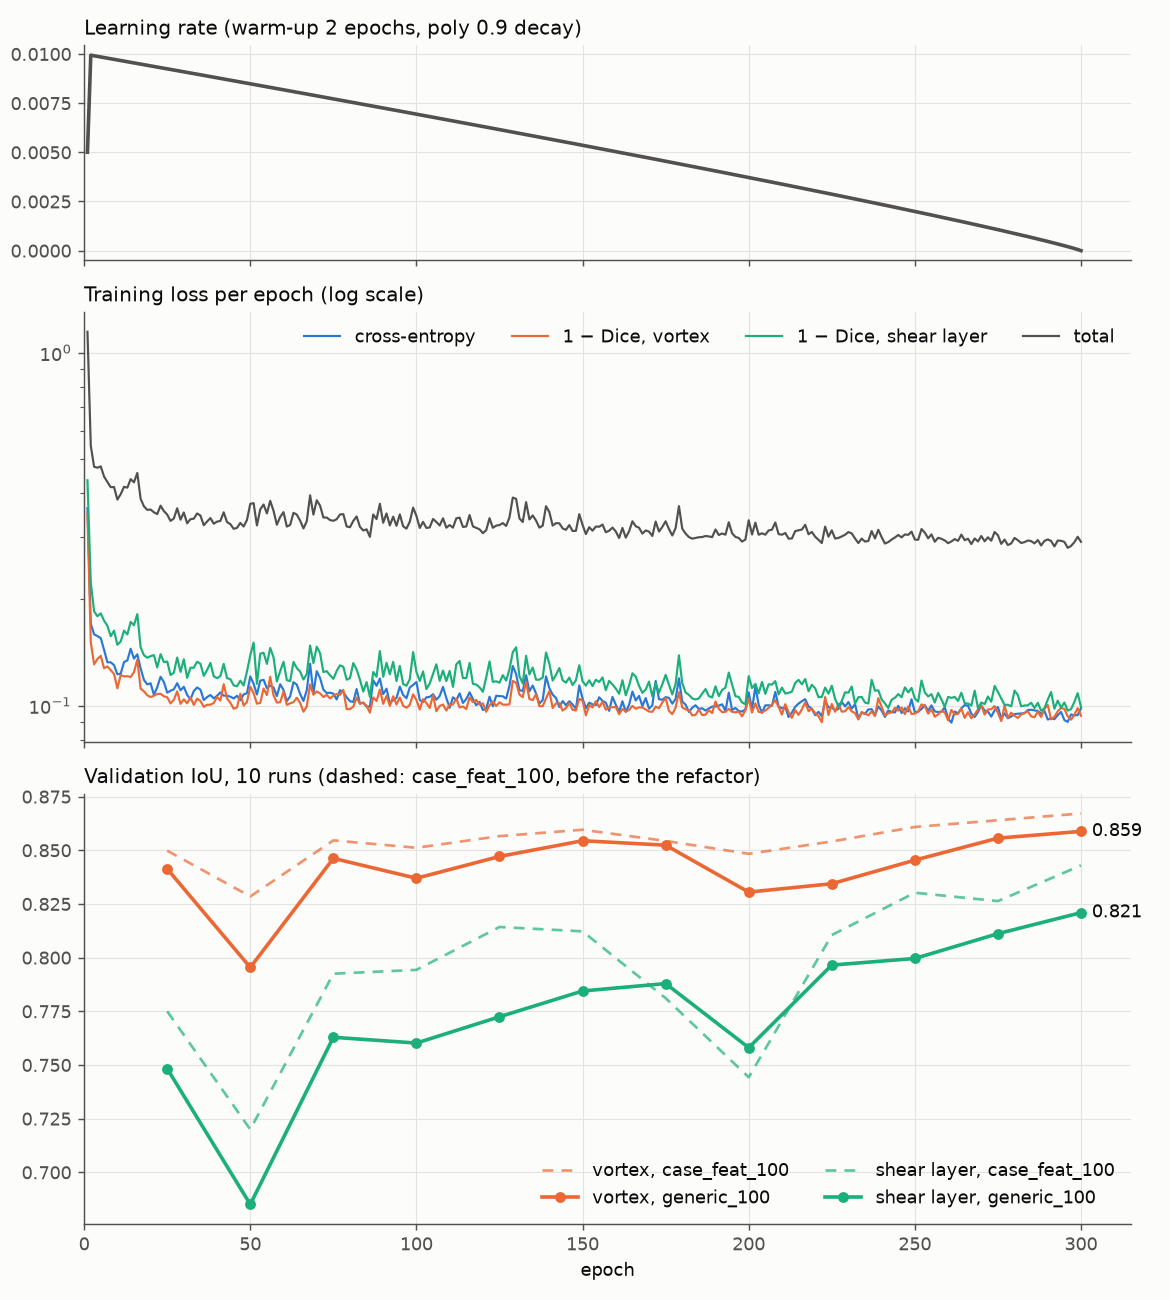 Learning rate (warm-up 2 epochs, poly 0.9 decay)
0.0100
0.0075
0.0050
0.0025
0.0000
Training loss per epoch (log scale)
cross-entropy 1 − Dice, vortex 1 − Dice, shear layer total
10⁰
10⁻¹
Validation IoU, 10 runs (dashed: case_feat_100, before the refactor)
0.875
0.850
0.825
0.800
0.775
0.750
0.725
0.700
0.859
0.821
vortex, case_feat_100 shear layer, case_feat_100
vortex, generic_100 shear layer, generic_100
0 50 100 150 200 250 300
epoch